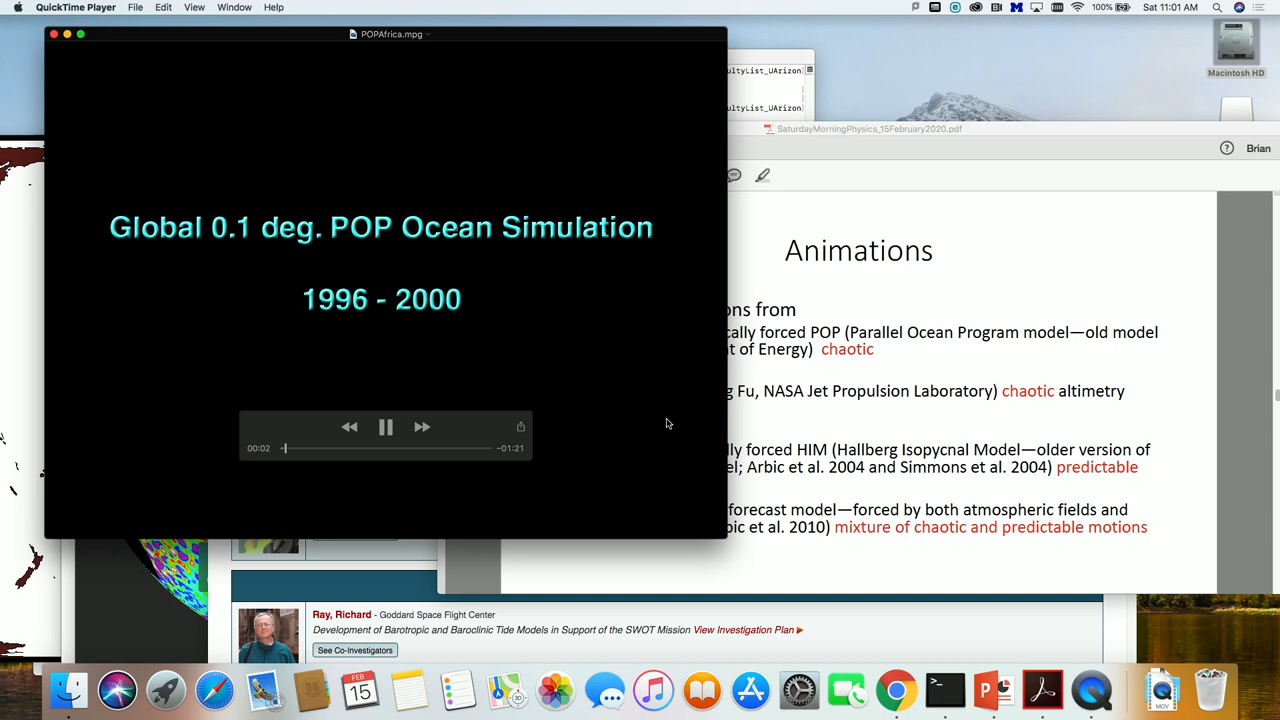 QuickTime Player File Edit View Window Help
100% Sat 11:01 AM
POPAfrica.mpg
Global 0.1 deg. POP Ocean Simulation
1996 - 2000
00:02
-01:21
ultyList_UArizon
ultyList_UArizon
Macintosh HD
SaturdayMorningPhysics_15February2020.pdf
Brian
Animations
ons from
cally forced POP (Parallel Ocean Program model—old model
t of Energy) chaotic
g Fu, NASA Jet Propulsion Laboratory) chaotic altimetry
lly forced HIM (Hallberg Isopycnal Model—older version of
el; Arbic et al. 2004 and Simmons et al. 2004) predictable
forecast model—forced by both atmospheric fields and
bic et al. 2010) mixture of chaotic and predictable motions
Ray, Richard - Goddard Space Flight Center
Development of Barotropic and Baroclinic Tide Models in Support of the SWOT Mission View Investigation Plan
See Co-Investigators
FEB
15
3D